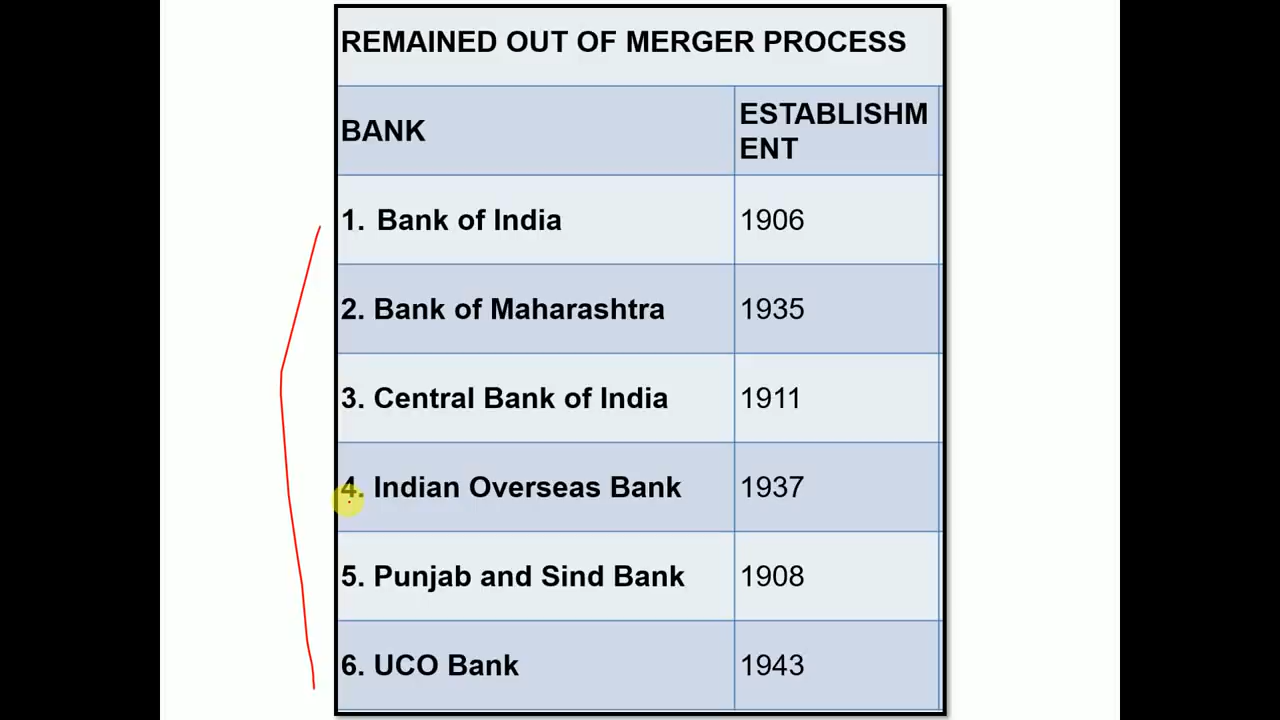 REMAINED OUT OF MERGER PROCESS
BANK
ESTABLISHM
ENT
1. Bank of India 1906
2. Bank of Maharashtra 1935
3. Central Bank of India 1911
4. Indian Overseas Bank 1937
5. Punjab and Sind Bank 1908
6. UCO Bank 1943